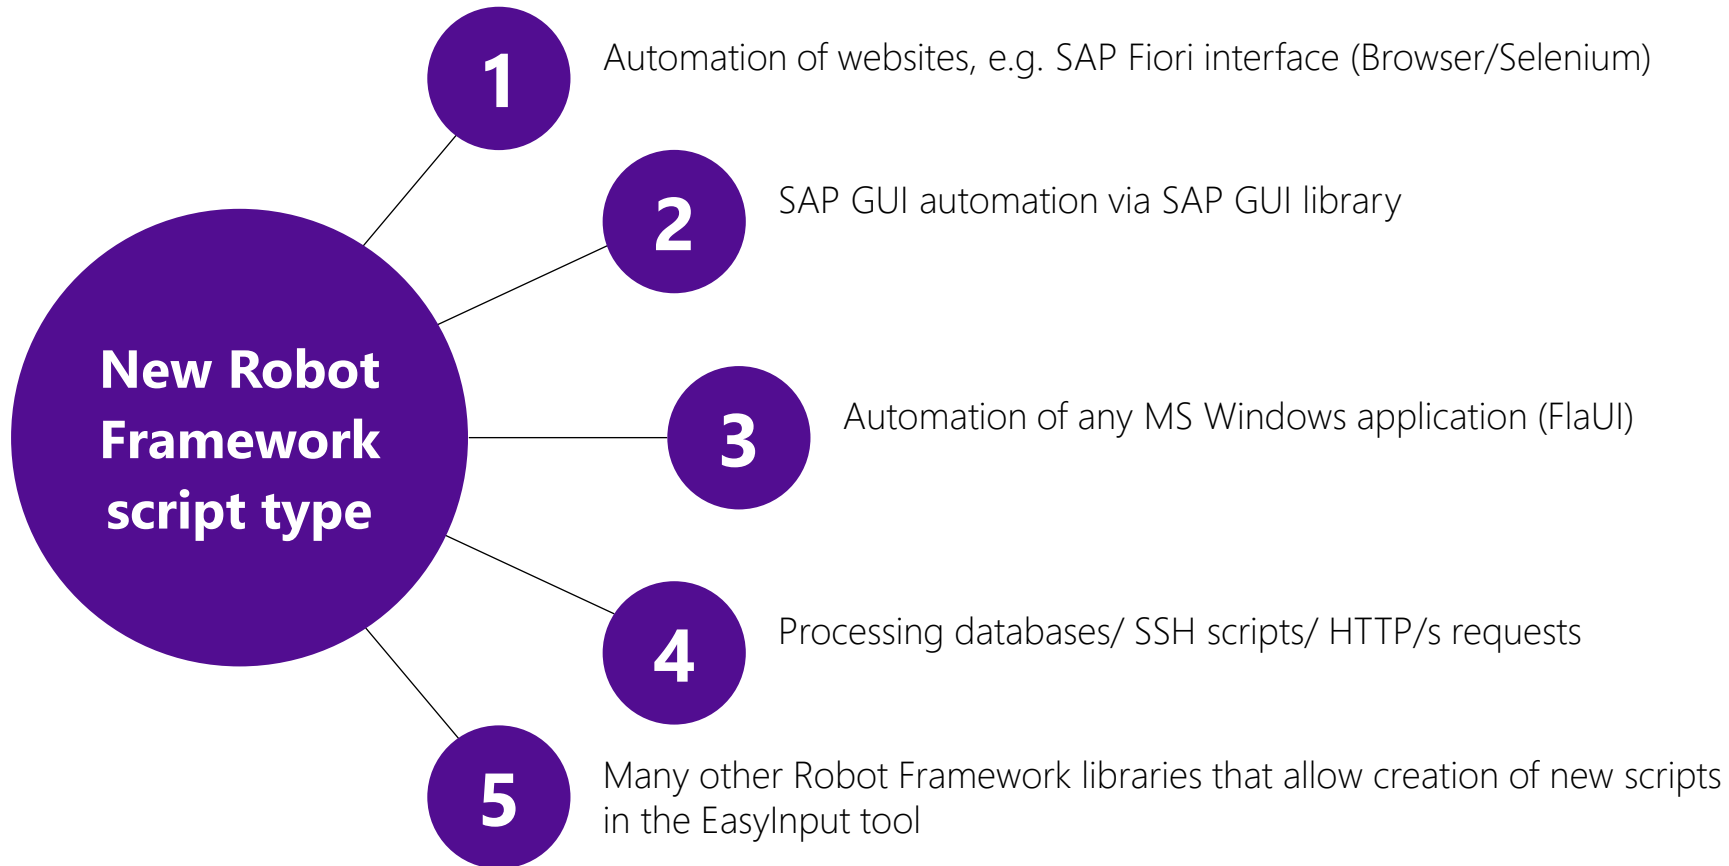 1
Automation of websites, e.g. SAP Fiori interface (Browser/Selenium)
2
SAP GUI automation via SAP GUI library
New Robot
Framework
script type
3
Automation of any MS Windows application (FlaUI)
4
Processing databases/ SSH scripts/ HTTP/s requests
5
Many other Robot Framework libraries that allow creation of new scripts
in the EasyInput tool